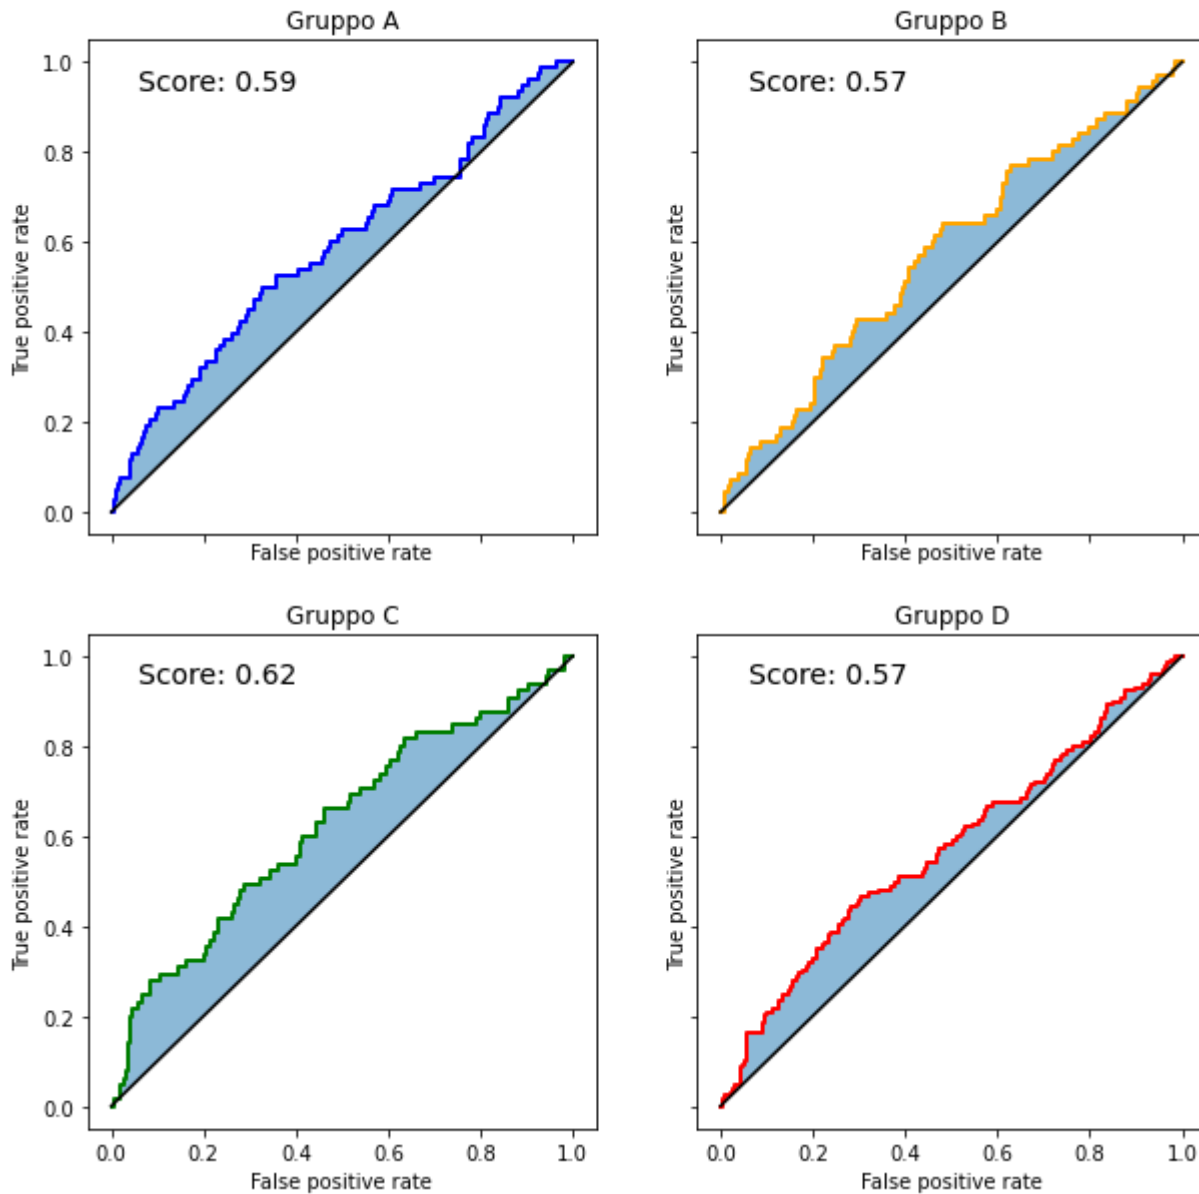 Gruppo A
Score: 0.59
1.0
0.8
0.6
0.4
0.2
0.0
True positive rate
False positive rate
Gruppo B
Score: 0.57
True positive rate
False positive rate
Gruppo C
Score: 0.62
1.0
0.8
0.6
0.4
0.2
0.0
True positive rate
0.0 0.2 0.4 0.6 0.8 1.0
False positive rate
Gruppo D
Score: 0.57
True positive rate
0.0 0.2 0.4 0.6 0.8 1.0
False positive rate